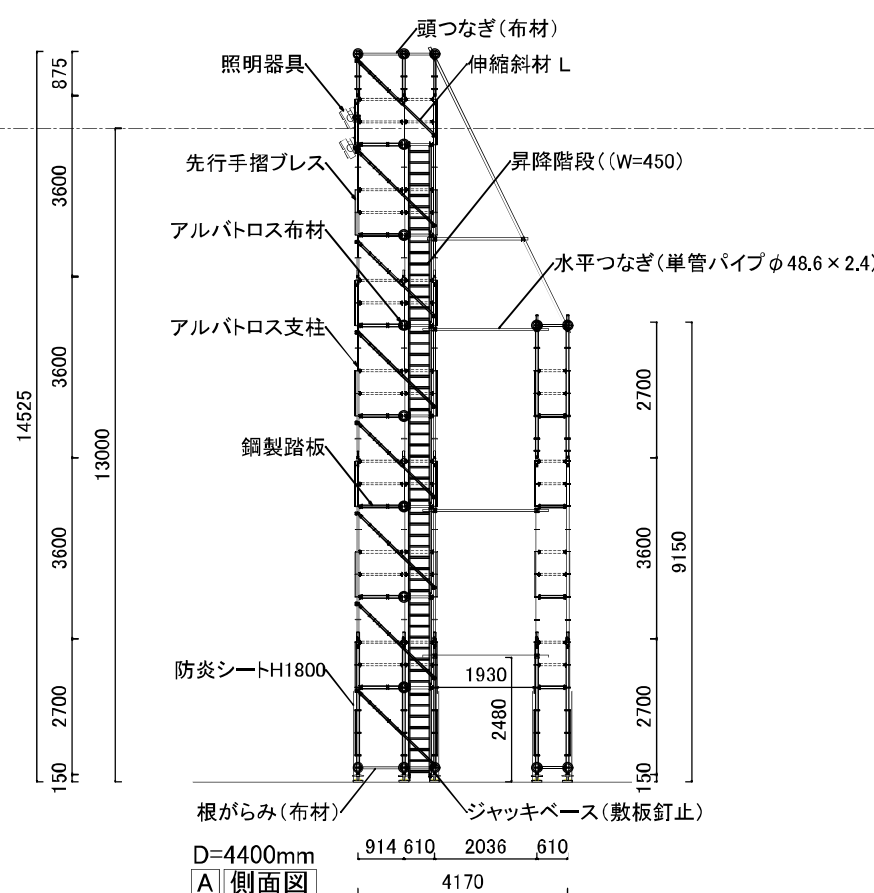 頭つなぎ(布材)
照明器具
伸縮斜材 L
先行手摺ブレス
昇降階段((W=450)
アルバトロス布材
水平つなぎ(単管パイプφ48.6×2.4)
アルバトロス支柱
鋼製踏板
防炎シートH1800
根がらみ(布材)
ジャッキベース(敷板釘止)
875
3600
3600
3600
2700
150
14525
13000
2700
3600
2700
150
9150
1930
2480
914 610 2036 610
4170
D=4400mm
A 側面図